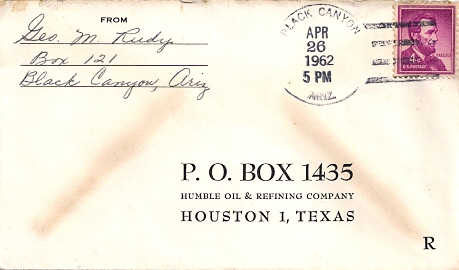 FROM
Geo. M. Rudy
Box 121
Black Canyon, Ariz
BLACK CANYON
APR
26
1962
5 PM
ARIZ.
4¢
U.S. POSTAGE
P. O. BOX 1435
HUMBLE OIL & REFINING COMPANY
HOUSTON 1, TEXAS
R